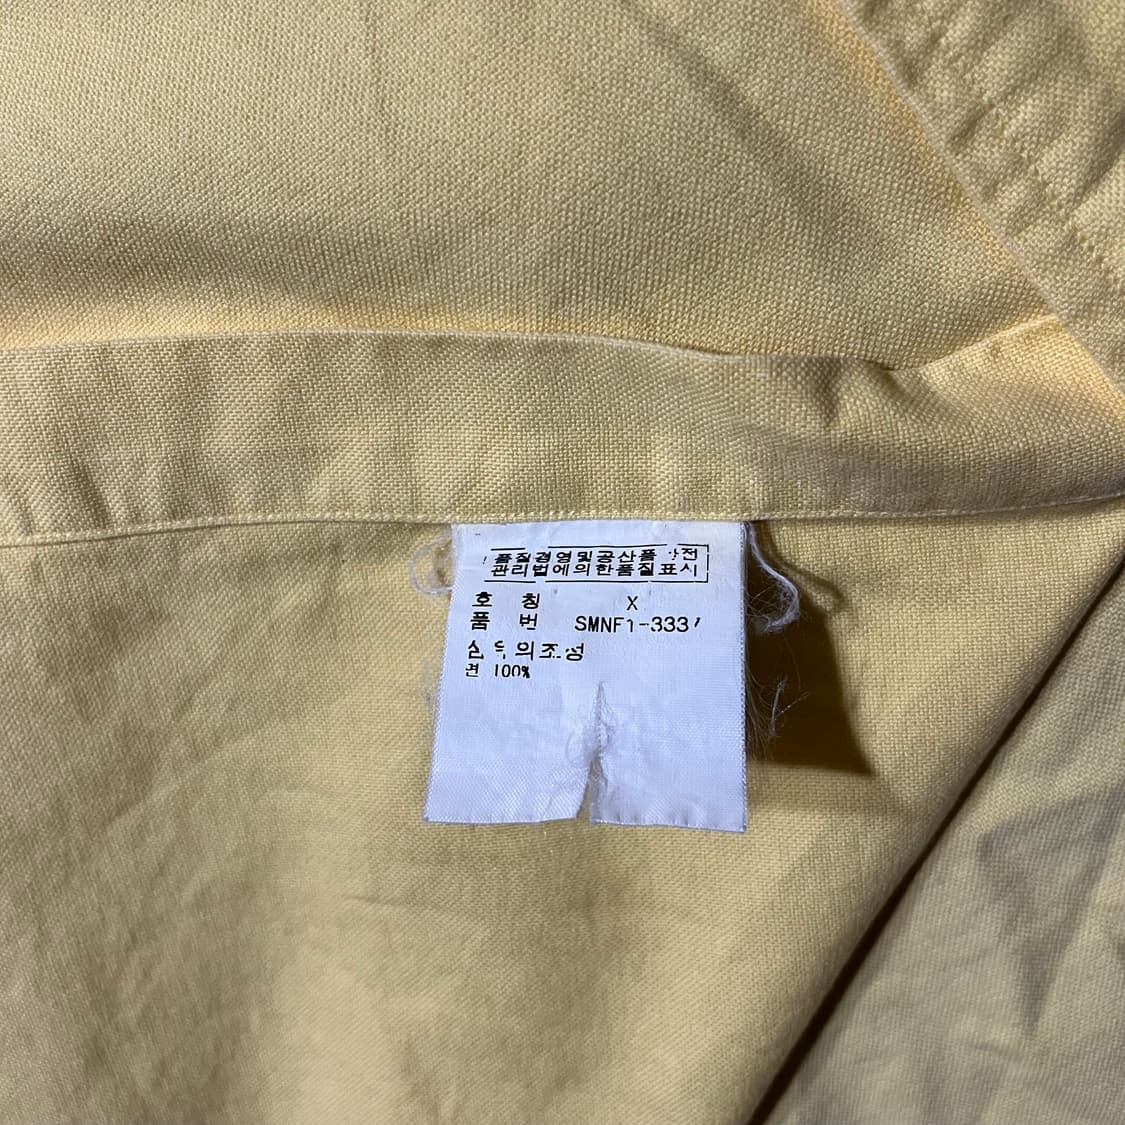 품질경영및공산품 안전
관리법에의한품질표시
호 칭 X
품 번 SMNF1-333
섬유의조성
면 100%